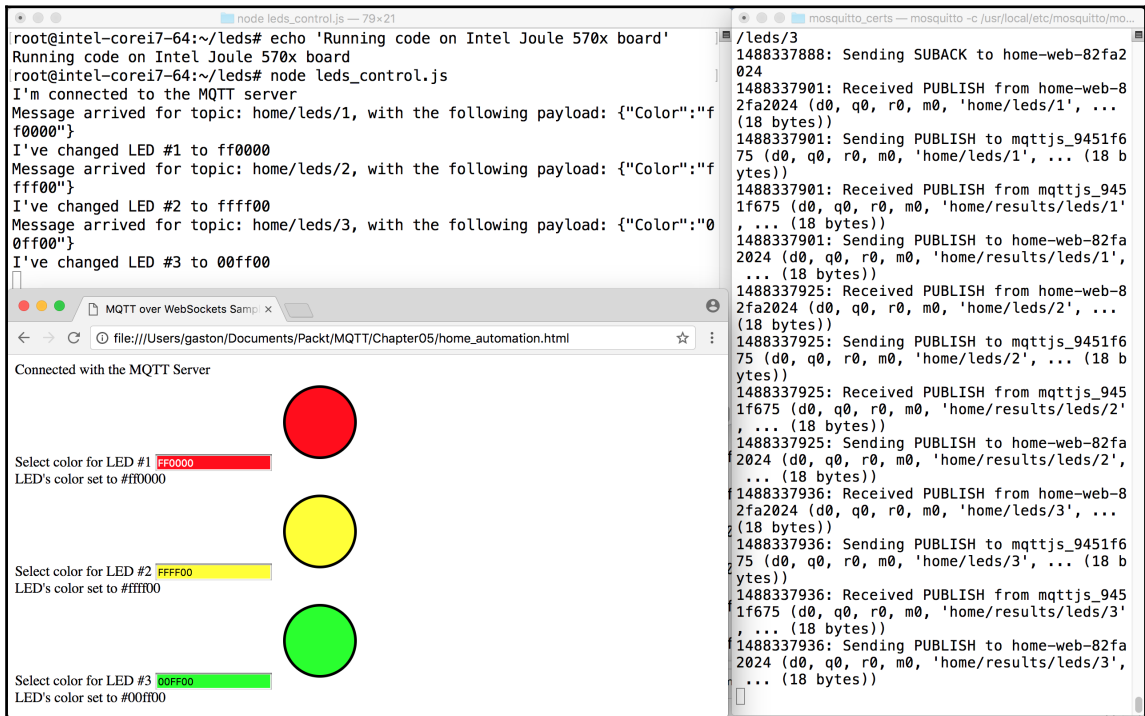 node leds_control.js — 79×21
[root@intel-corei7-64:~/leds# echo 'Running code on Intel Joule 570x board' ]
Running code on Intel Joule 570x board
[root@intel-corei7-64:~/leds# node leds_control.js ]
I'm connected to the MQTT server
Message arrived for topic: home/leds/1, with the following payload: {"Color":"f
f0000"}
I've changed LED #1 to ff0000
Message arrived for topic: home/leds/2, with the following payload: {"Color":"f
fff00"}
I've changed LED #2 to ffff00
Message arrived for topic: home/leds/3, with the following payload: {"Color":"0
0ff00"}
I've changed LED #3 to 00ff00
MQTT over WebSockets Samp
file:///Users/gaston/Documents/Packt/MQTT/Chapter05/home_automation.html
Connected with the MQTT Server
Select color for LED #1 FF0000
LED's color set to #ff0000
Select color for LED #2 FFFF00
LED's color set to #ffff00
Select color for LED #3 00FF00
LED's color set to #00ff00
mosquitto_certs — mosquitto -c /usr/local/etc/mosquitto/mo...
/leds/3
1488337888: Sending SUBACK to home-web-82fa2
024
1488337901: Received PUBLISH from home-web-8
2fa2024 (d0, q0, r0, m0, 'home/leds/1', ...
(18 bytes))
1488337901: Sending PUBLISH to mqttjs_9451f6
75 (d0, q0, r0, m0, 'home/leds/1', ... (18 b
ytes))
1488337901: Received PUBLISH from mqttjs_945
1f675 (d0, q0, r0, m0, 'home/results/leds/1'
, ... (18 bytes))
1488337901: Sending PUBLISH to home-web-82fa
2024 (d0, q0, r0, m0, 'home/results/leds/1',
 ... (18 bytes))
1488337925: Received PUBLISH from home-web-8
2fa2024 (d0, q0, r0, m0, 'home/leds/2', ...
(18 bytes))
1488337925: Sending PUBLISH to mqttjs_9451f6
75 (d0, q0, r0, m0, 'home/leds/2', ... (18 b
ytes))
1488337925: Received PUBLISH from mqttjs_945
1f675 (d0, q0, r0, m0, 'home/results/leds/2'
, ... (18 bytes))
1488337925: Sending PUBLISH to home-web-82fa
2024 (d0, q0, r0, m0, 'home/results/leds/2',
 ... (18 bytes))
1488337936: Received PUBLISH from home-web-8
2fa2024 (d0, q0, r0, m0, 'home/leds/3', ...
(18 bytes))
1488337936: Sending PUBLISH to mqttjs_9451f6
75 (d0, q0, r0, m0, 'home/leds/3', ... (18 b
ytes))
1488337936: Received PUBLISH from mqttjs_945
1f675 (d0, q0, r0, m0, 'home/results/leds/3'
, ... (18 bytes))
1488337936: Sending PUBLISH to home-web-82fa
2024 (d0, q0, r0, m0, 'home/results/leds/3',
 ... (18 bytes))